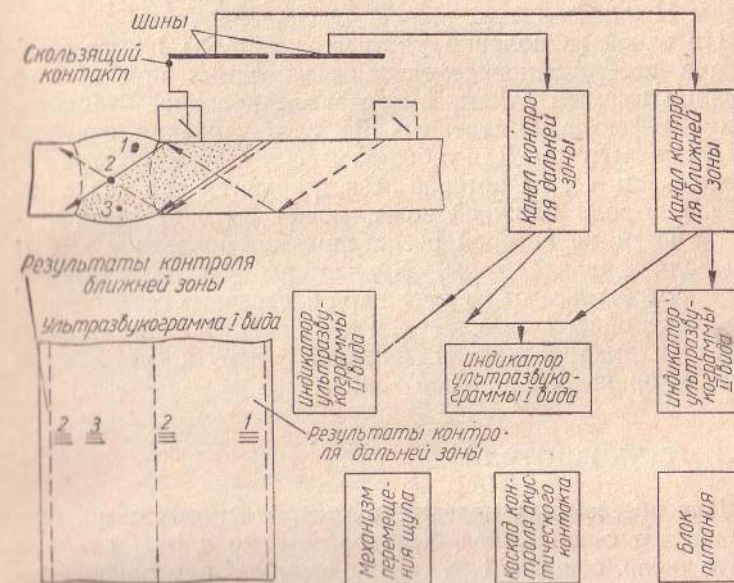 Шины
Скользящий
контакт
1
2
3
Канал контро-
ля дальней
зоны
Канал контро-
ля ближней
зоны
Результаты контроля
ближней зоны
Ультразвукограмма I вида
2 3 2 1
Результаты контро-
ля дальней зоны
Индикатор
ультразву-
кограммы
II вида
Индикатор
ультразвуко-
граммы I вида
Индикатор
ультразву-
кограммы
II вида
Механизм
перемеще-
ния щупа
Каскад кон-
троля акус-
тического
контакта
Блок
питания